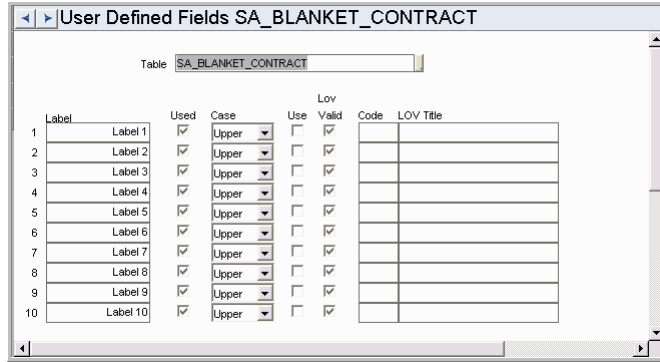 User Defined Fields SA_BLANKET_CONTRACT
Table SA_BLANKET_CONTRACT
Lov
Label Used Case Use Valid Code LOV Title
1 Label 1 Upper
2 Label 2 Upper
3 Label 3 Upper
4 Label 4 Upper
5 Label 5 Upper
6 Label 6 Upper
7 Label 7 Upper
8 Label 8 Upper
9 Label 9 Upper
10 Label 10 Upper